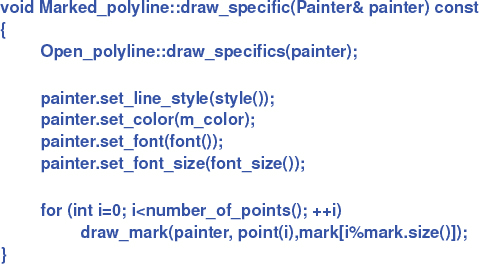 void Marked_polyline::draw_specific(Painter& painter) const
{
Open_polyline::draw_specifics(painter);
painter.set_line_style(style());
painter.set_color(m_color);
painter.set_font(font());
painter.set_font_size(font_size());
for (int i=0; i<number_of_points(); ++i)
draw_mark(painter, point(i),mark[i%mark.size()]);
}